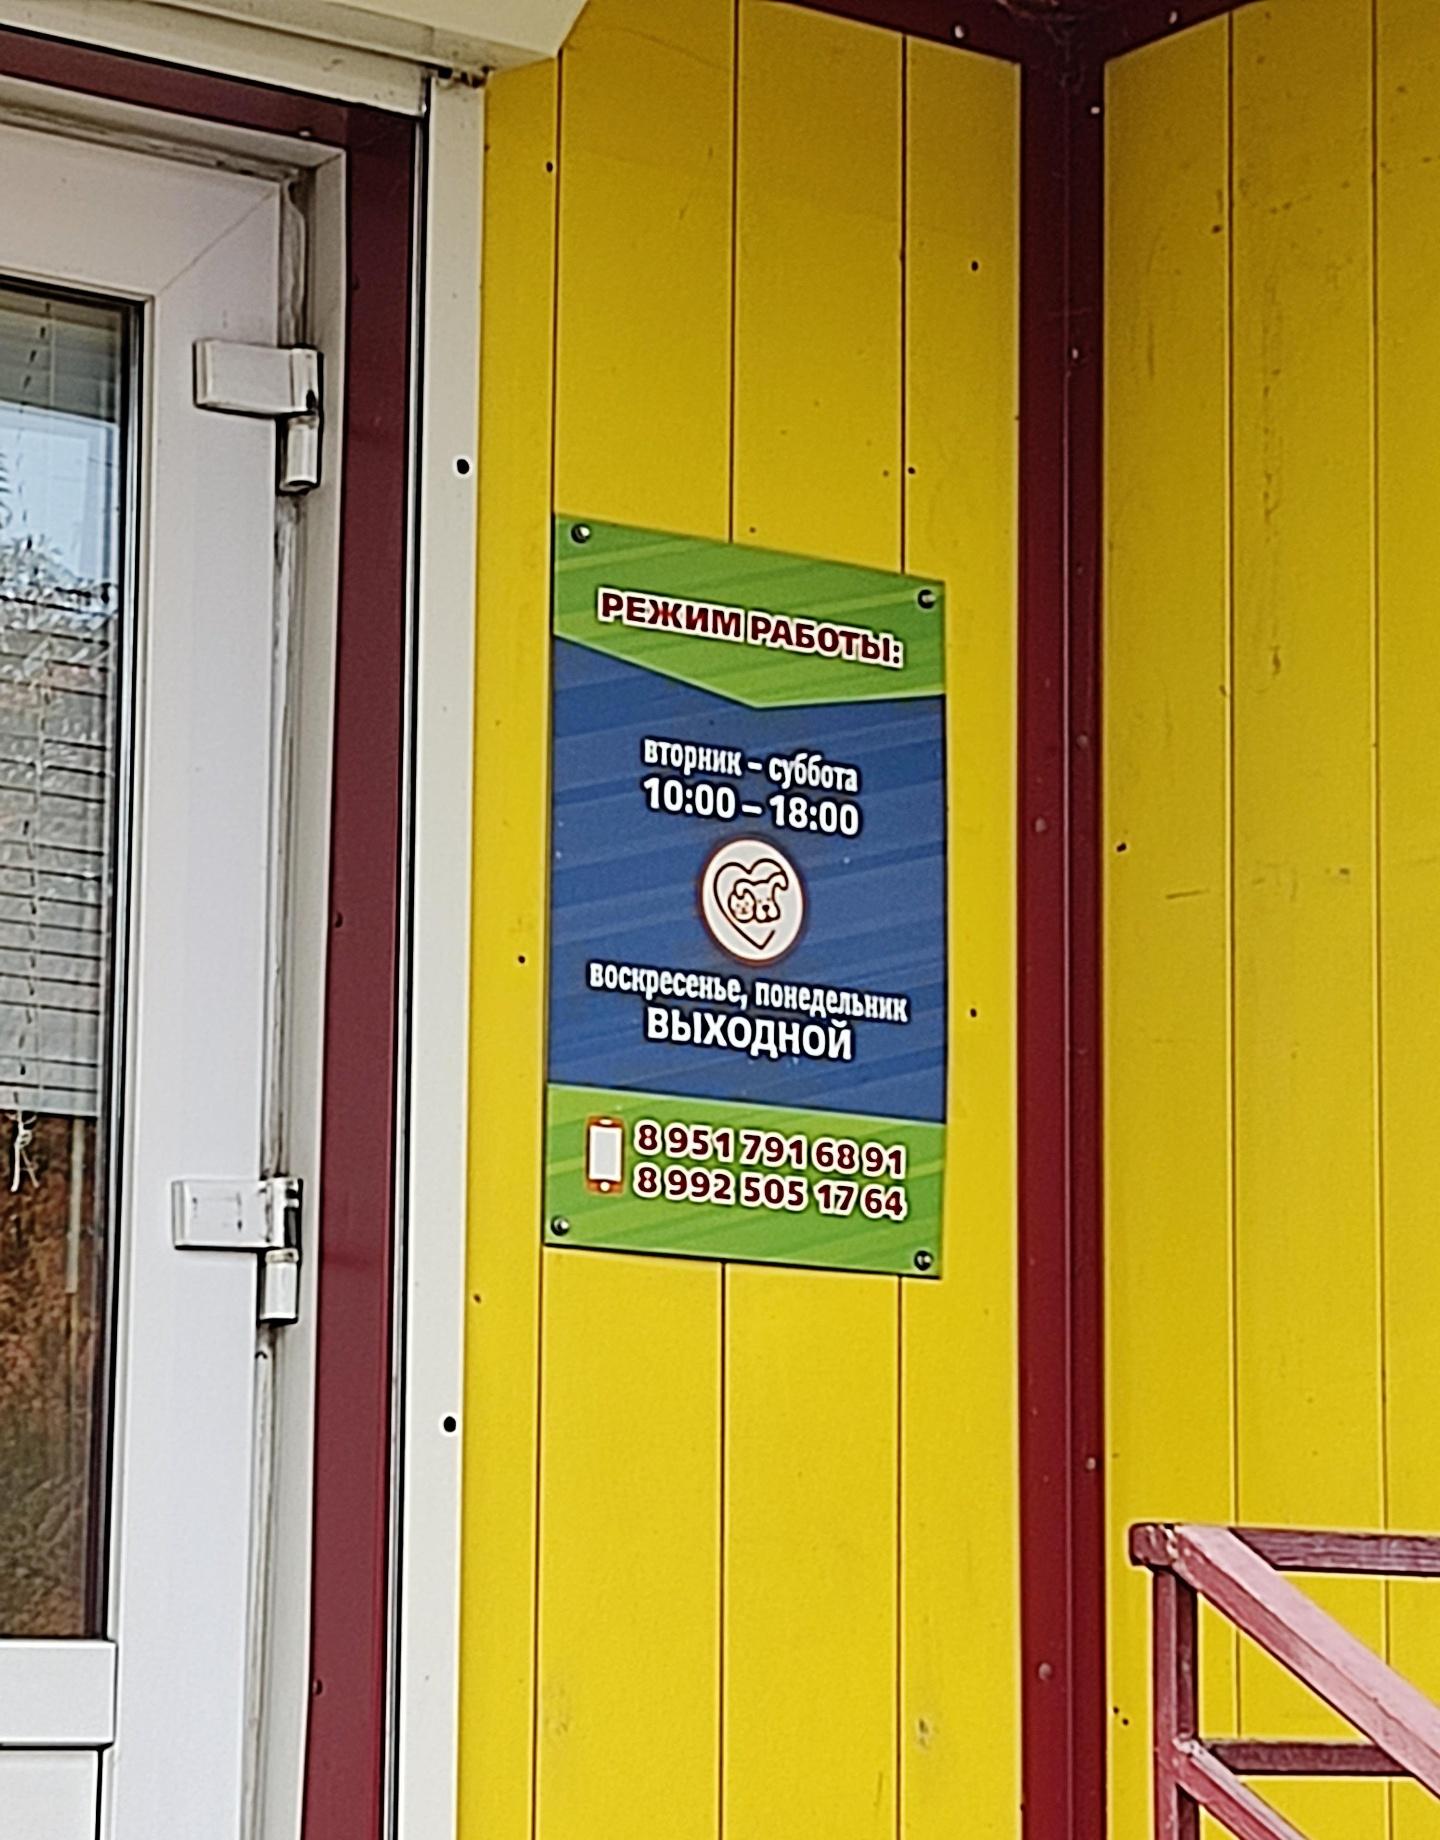 РЕЖИМ РАБОТЫ:
вторник – суббота
10:00 – 18:00
воскресенье, понедельник
ВЫХОДНОЙ
8 951 791 68 91
8 992 505 17 64